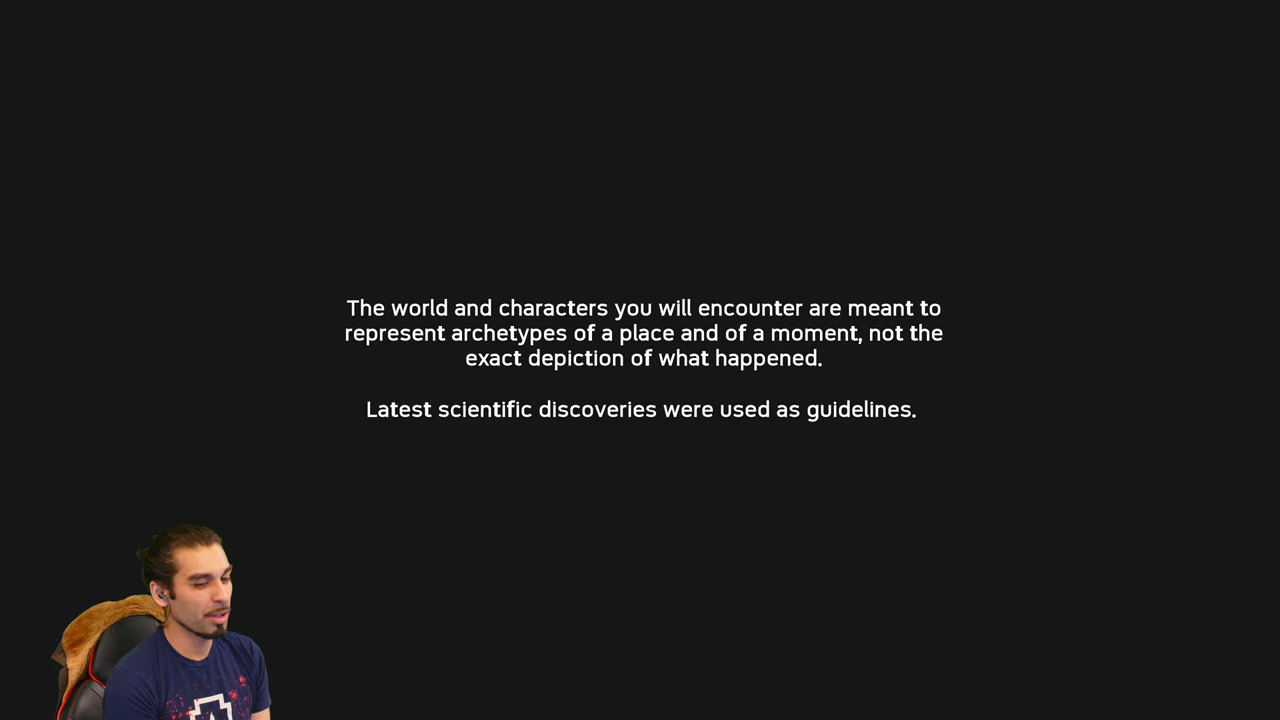 The world and characters you will encounter are meant to
represent archetypes of a place and of a moment, not the
exact depiction of what happened.
Latest scientific discoveries were used as guidelines.